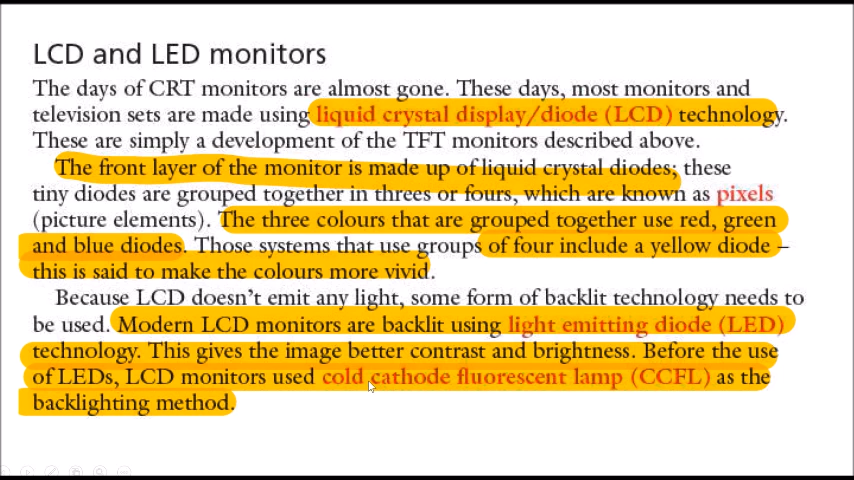 LCD and LED monitors
The days of CRT monitors are almost gone. These days, most monitors and
television sets are made using liquid crystal display/diode (LCD) technology.
These are simply a development of the TFT monitors described above.
The front layer of the monitor is made up of liquid crystal diodes; these
tiny diodes are grouped together in threes or fours, which are known as pixels
(picture elements). The three colours that are grouped together use red, green
and blue diodes. Those systems that use groups of four include a yellow diode –
this is said to make the colours more vivid.
Because LCD doesn't emit any light, some form of backlit technology needs to
be used. Modern LCD monitors are backlit using light emitting diode (LED)
technology. This gives the image better contrast and brightness. Before the use
of LEDs, LCD monitors used cold cathode fluorescent lamp (CCFL) as the
backlighting method.